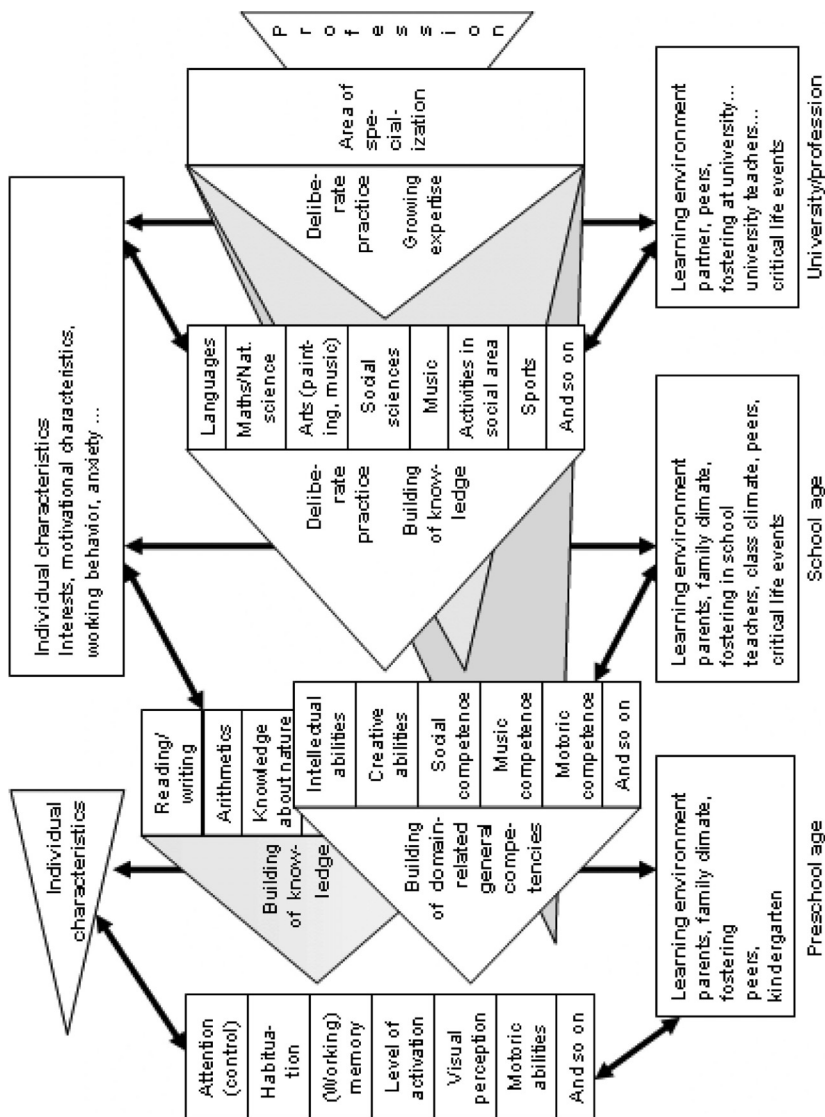 Individual
characteristics
Individual characteristics
Interests, motivational characteristics,
working behavior, anxiety ...
Attention
(control)
Habitua-
tion
(Working)
memory
Level of
activation
Visual
perception
Motoric
abilities
And so on
Building
of know-
ledge
Reading/
writing
Arithmetics
Knowledge
about nature
Building
of domain-
related
general
compe-
tencies
Intellectual
abilities
Creative
abilities
Social
competence
Music
competence
Motoric
competence
And so on
Delibe-
rate
practice
Building
of know-
ledge
Languages
Maths/Nat.
science
Arts (paint-
ing, music)
Social
sciences
Music
Activities in
social area
Sports
And so on
Delibe-
rate
practice
Growing
expertise
Area of
spe-
cial-
ization
Profession
Learning environment
parents, family climate,
fostering
peers,
kindergarten
Learning environment
parents, family climate,
fostering in school
teachers, class climate, peers,
critical life events
Learning environment
partner, peers,
fostering at university...
university teachers...
critical life events
Preschool age
School age
University/profession